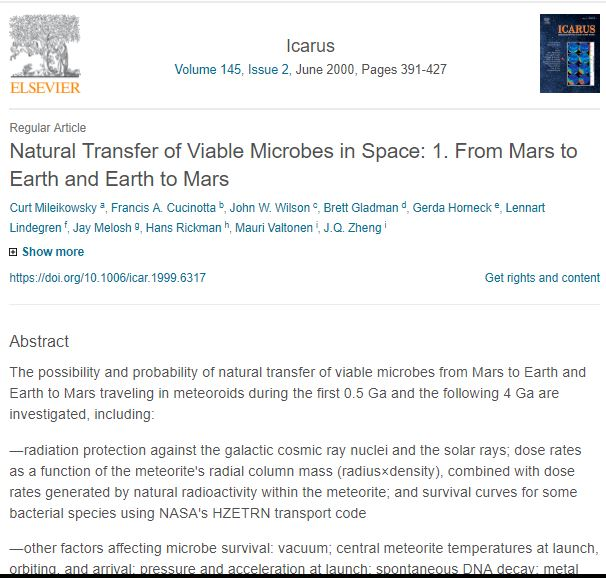 Icarus
Volume 145, Issue 2, June 2000, Pages 391-427
ELSEVIER
ICARUS
Regular Article
Natural Transfer of Viable Microbes in Space: 1. From Mars to
Earth and Earth to Mars
Curt Mileikowsky a, Francis A. Cucinotta b, John W. Wilson c, Brett Gladman d, Gerda Horneck e, Lennart
Lindegren f, Jay Melosh g, Hans Rickman h, Mauri Valtonen i, J.Q. Zheng i
Show more
https://doi.org/10.1006/icar.1999.6317
Get rights and content
Abstract
The possibility and probability of natural transfer of viable microbes from Mars to Earth and
Earth to Mars traveling in meteoroids during the first 0.5 Ga and the following 4 Ga are
investigated, including:
—radiation protection against the galactic cosmic ray nuclei and the solar rays; dose rates
as a function of the meteorite's radial column mass (radius×density), combined with dose
rates generated by natural radioactivity within the meteorite; and survival curves for some
bacterial species using NASA's HZETRN transport code
—other factors affecting microbe survival: vacuum; central meteorite temperatures at launch,
orbiting, and arrival; pressure and acceleration at launch; spontaneous DNA decay; metal